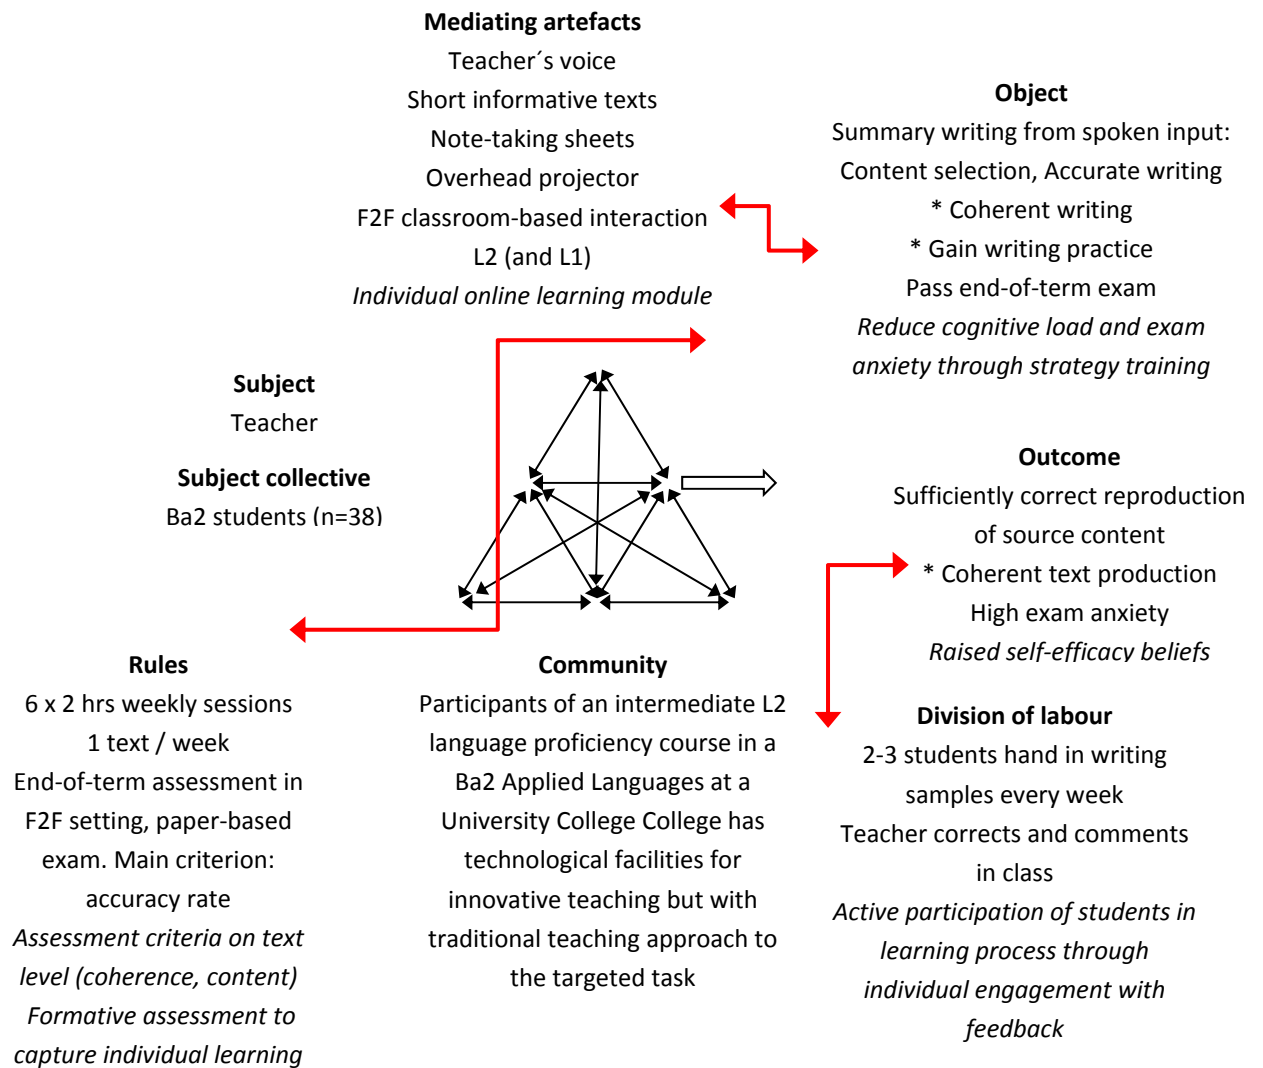 Mediating artefacts
Teacher´s voice
Short informative texts
Note-taking sheets
Overhead projector
F2F classroom-based interaction
L2 (and L1)
Individual online learning module
Object
Summary writing from spoken input:
Content selection, Accurate writing
* Coherent writing
* Gain writing practice
Pass end-of-term exam
Reduce cognitive load and exam
anxiety through strategy training
Subject
Teacher
Subject collective
Ba2 students (n=38)
Outcome
Sufficiently correct reproduction
of source content
* Coherent text production
High exam anxiety
Raised self-efficacy beliefs
Rules
6 x 2 hrs weekly sessions
1 text / week
End-of-term assessment in
F2F setting, paper-based
exam. Main criterion:
accuracy rate
Assessment criteria on text
level (coherence, content)
Formative assessment to
capture individual learning
Community
Participants of an intermediate L2
language proficiency course in a
Ba2 Applied Languages at a
University College College has
technological facilities for
innovative teaching but with
traditional teaching approach to
the targeted task
Division of labour
2-3 students hand in writing
samples every week
Teacher corrects and comments
in class
Active participation of students in
learning process through
individual engagement with
feedback